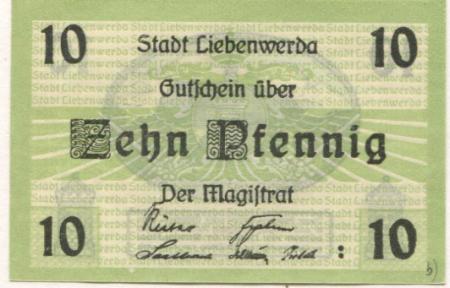 10 Stadt Liebenwerda 10
Gutſchein über
Zehn Pfennig
Der Magiſtrat
10 : 10
b)